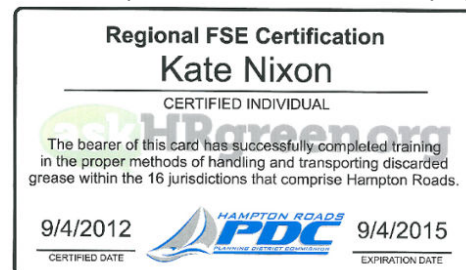 Regional FSE Certification
Kate Nixon
CERTIFIED INDIVIDUAL
askHRgreen.org
The bearer of this card has successfully completed training
in the proper methods of handling and transporting discarded
grease within the 16 jurisdictions that comprise Hampton Roads.
9/4/2012
CERTIFIED DATE
HAMPTON ROADS
PDC
PLANNING DISTRICT COMMISSION
9/4/2015
EXPIRATION DATE